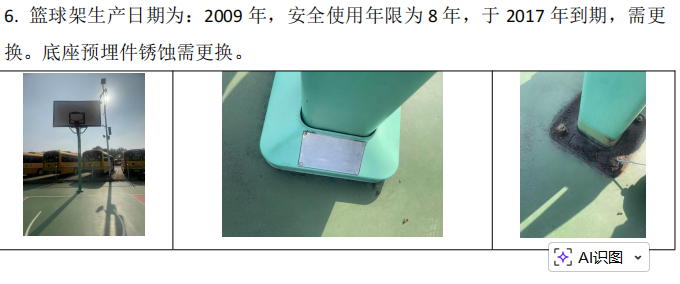 6. 篮球架生产日期为：2009 年，安全使用年限为 8 年，于 2017 年到期，需更
换。底座预埋件锈蚀需更换。
AI识图